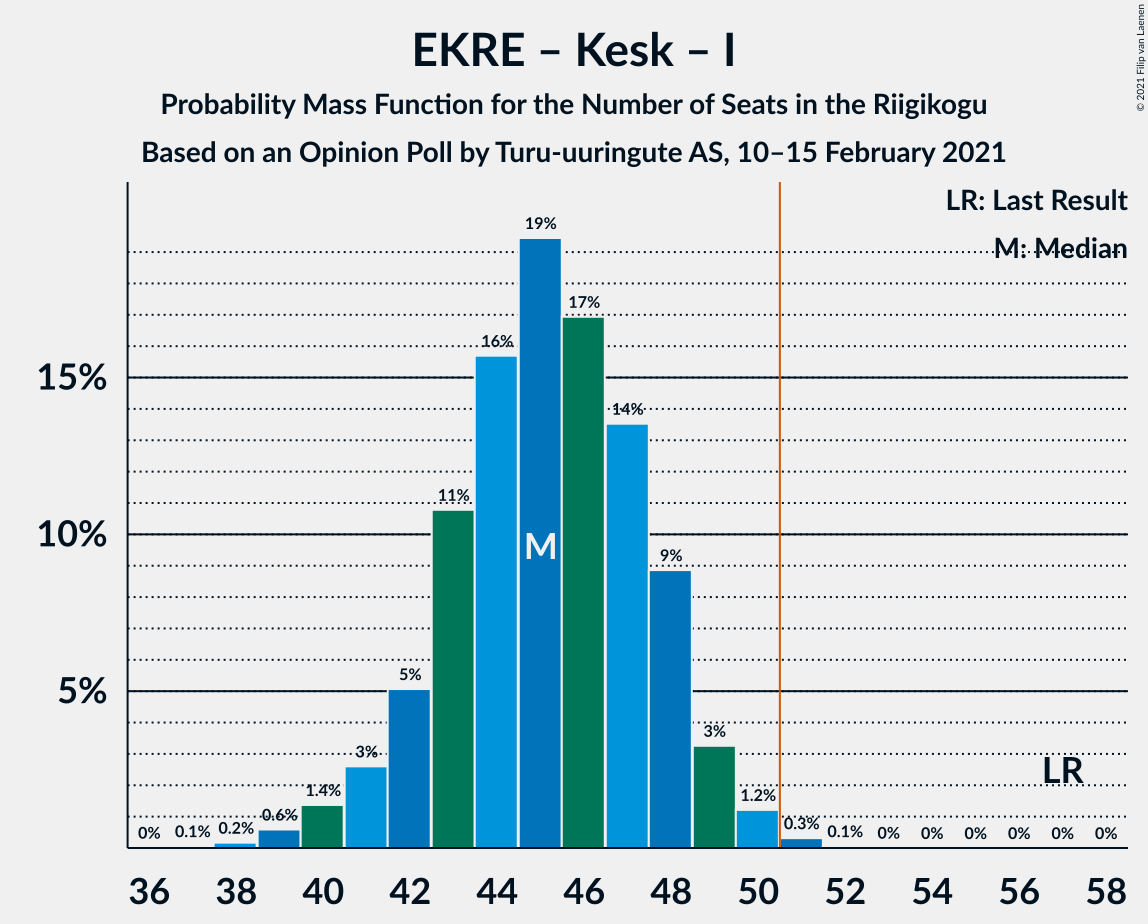 EKRE – Kesk – I
Probability Mass Function for the Number of Seats in the Riigikogu
Based on an Opinion Poll by Turu-uuringute AS, 10–15 February 2021
© 2021 Filip van Laenen
LR: Last Result
M: Median
15%
10%
5%
0%
0.1%
0.2%
0.6%
1.4%
3%
5%
11%
16%
19%
17%
14%
9%
3%
1.2%
0.3%
0.1%
0%
0%
0%
0%
0%
0%
M
LR
36 38 40 42 44 46 48 50 52 54 56 58